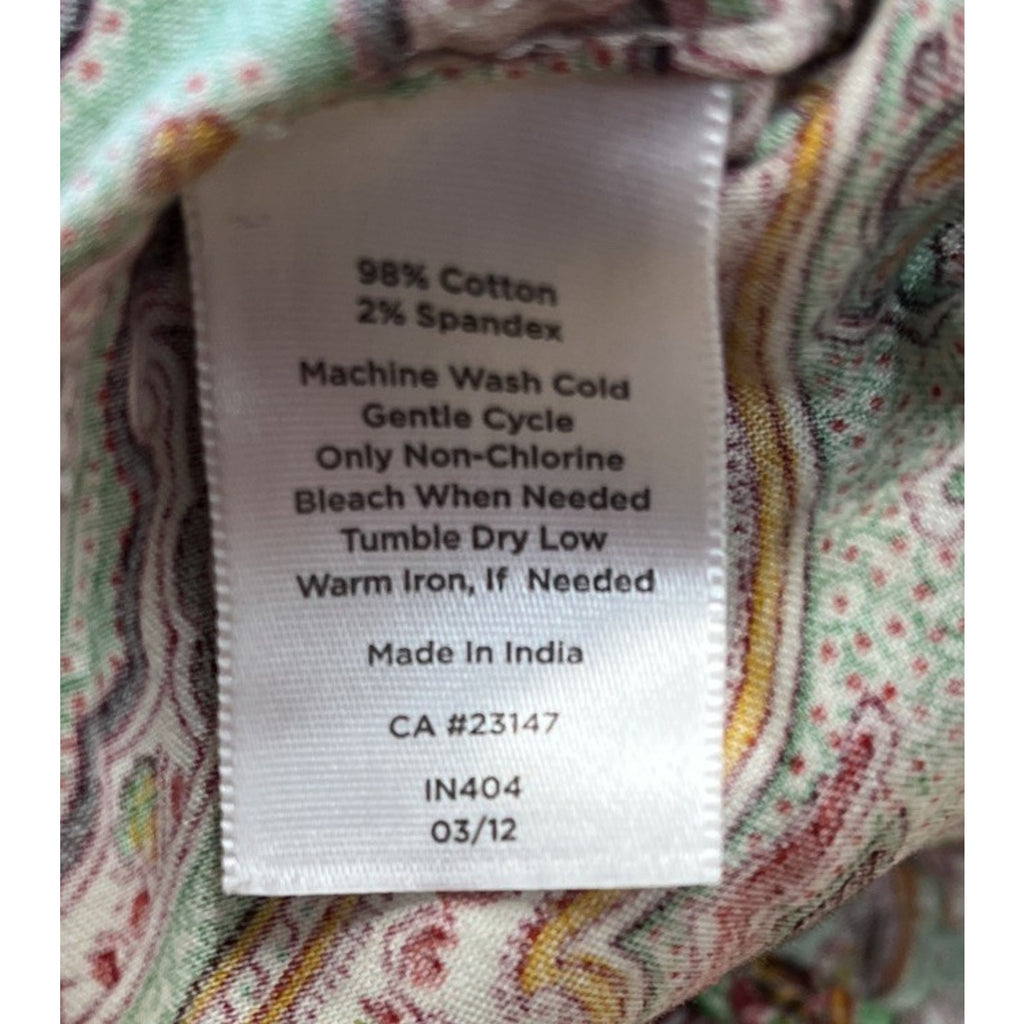 98% Cotton
2% Spandex
Machine Wash Cold
Gentle Cycle
Only Non-Chlorine
Bleach When Needed
Tumble Dry Low
Warm Iron, If Needed
Made In India
CA #23147
IN404
03/12